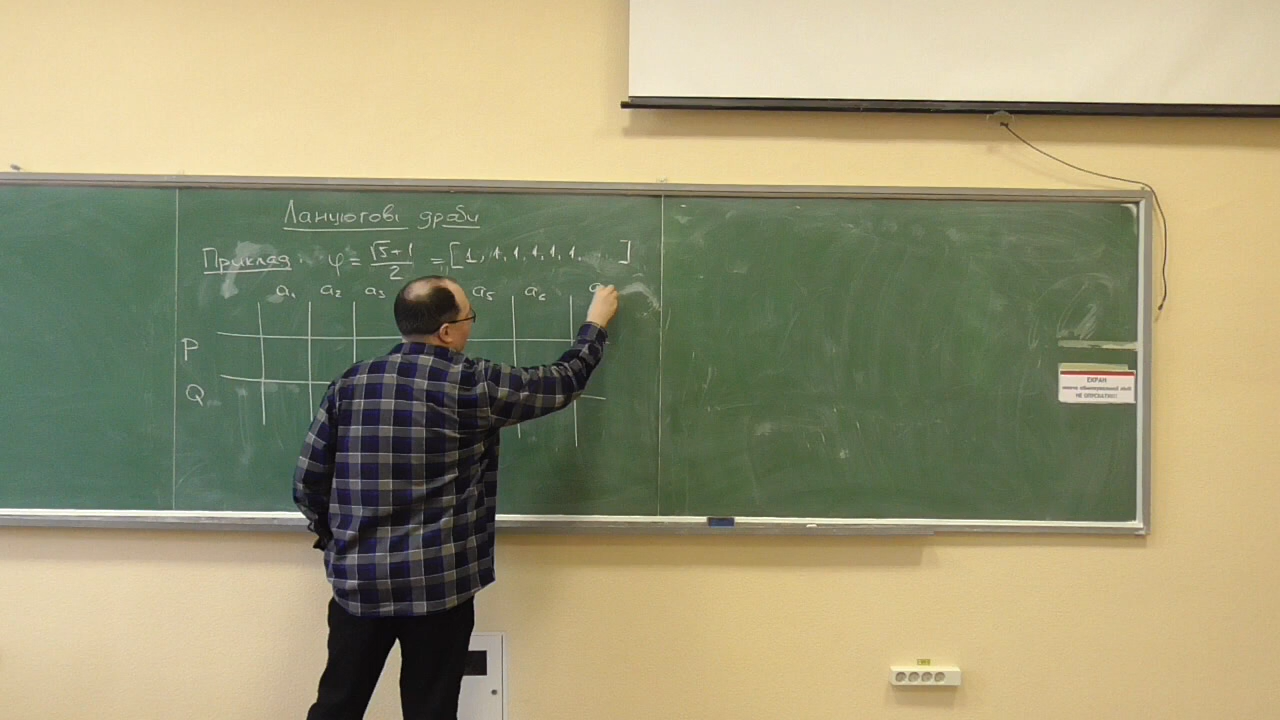 Ланцюгові дроби
Приклад: φ = (√5+1)/2 = [1, 1, 1, 1, 1, 1, ...]
a₁ a₂ a₃ a₅ a₆ a
P
Q
ЕКРАН
НЕ ОПУСКАТИ!